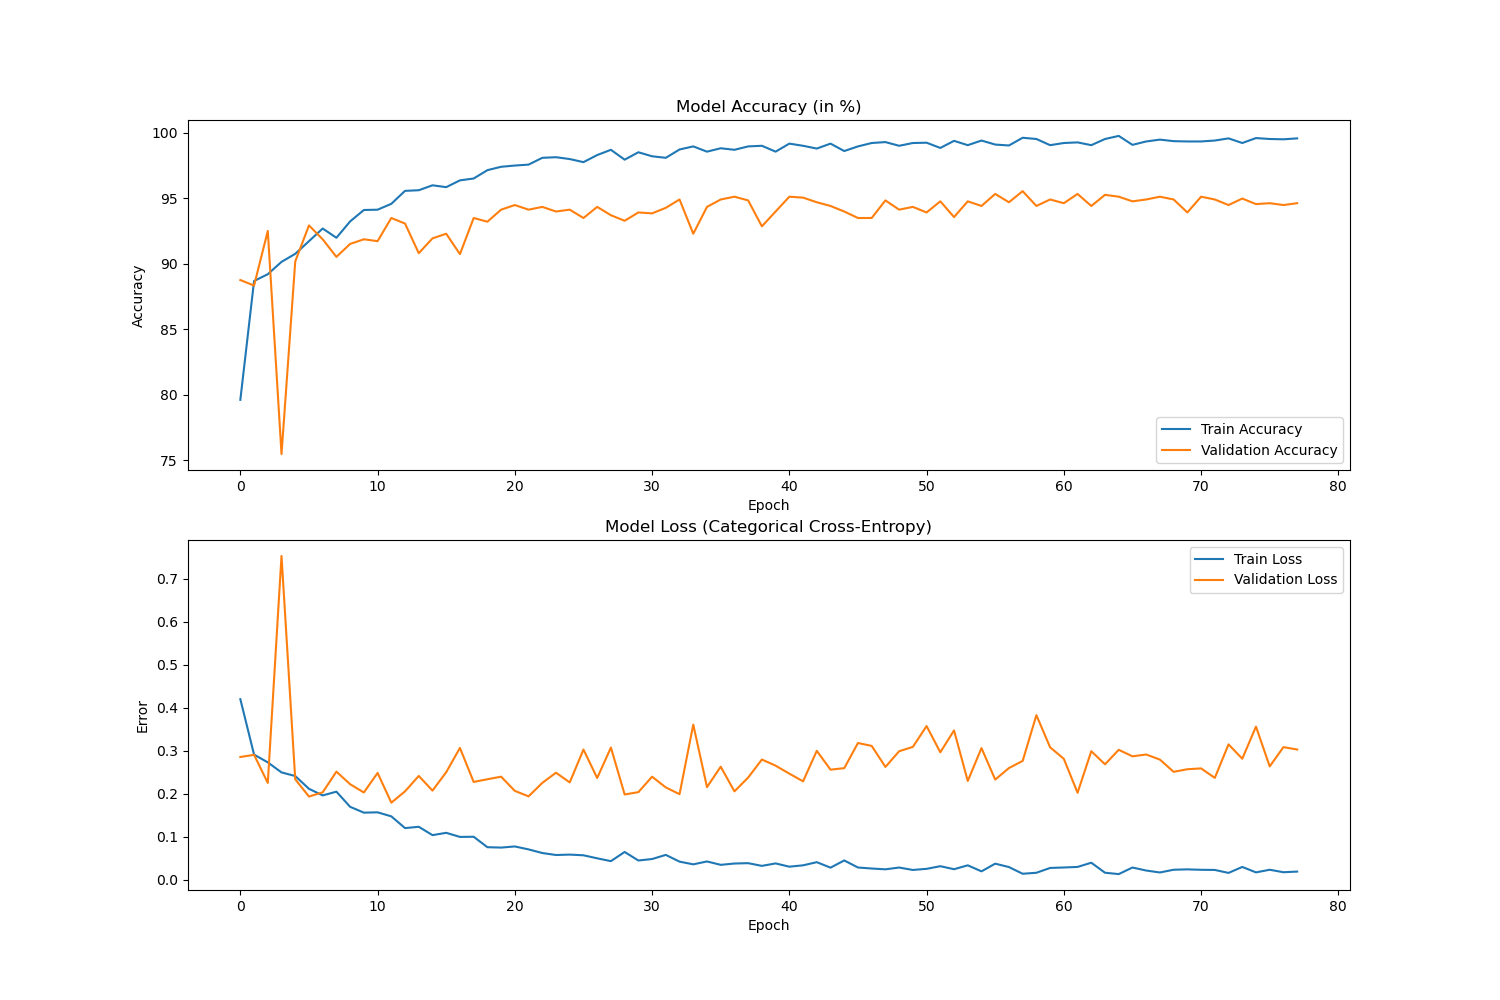 Model Accuracy (in %)
Accuracy
100
95
90
85
80
75
Train Accuracy
Validation Accuracy
0 10 20 30 40 50 60 70 80
Epoch
Model Loss (Categorical Cross-Entropy)
Error
0.7
0.6
0.5
0.4
0.3
0.2
0.1
0.0
Train Loss
Validation Loss
0 10 20 30 40 50 60 70 80
Epoch